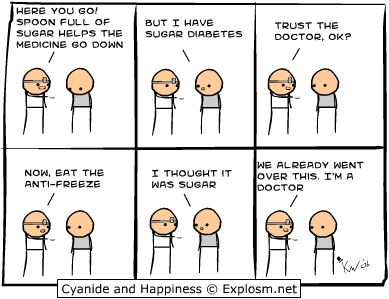 HERE YOU GO!
SPOON FULL OF
SUGAR HELPS THE
MEDICINE GO DOWN
BUT I HAVE
SUGAR DIABETES
TRUST THE
DOCTOR, OK?
NOW, EAT THE
ANTI-FREEZE
I THOUGHT IT
WAS SUGAR
WE ALREADY WENT
OVER THIS. I'M A
DOCTOR
Cyanide and Happiness © Explosm.net